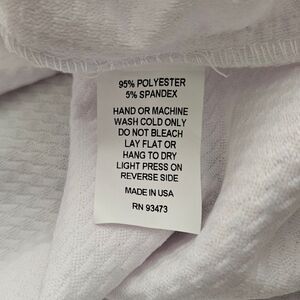 95% POLYESTER
5% SPANDEX
HAND OR MACHINE
WASH COLD ONLY
DO NOT BLEACH
LAY FLAT OR
HANG TO DRY
LIGHT PRESS ON
REVERSE SIDE
MADE IN USA
RN 93473